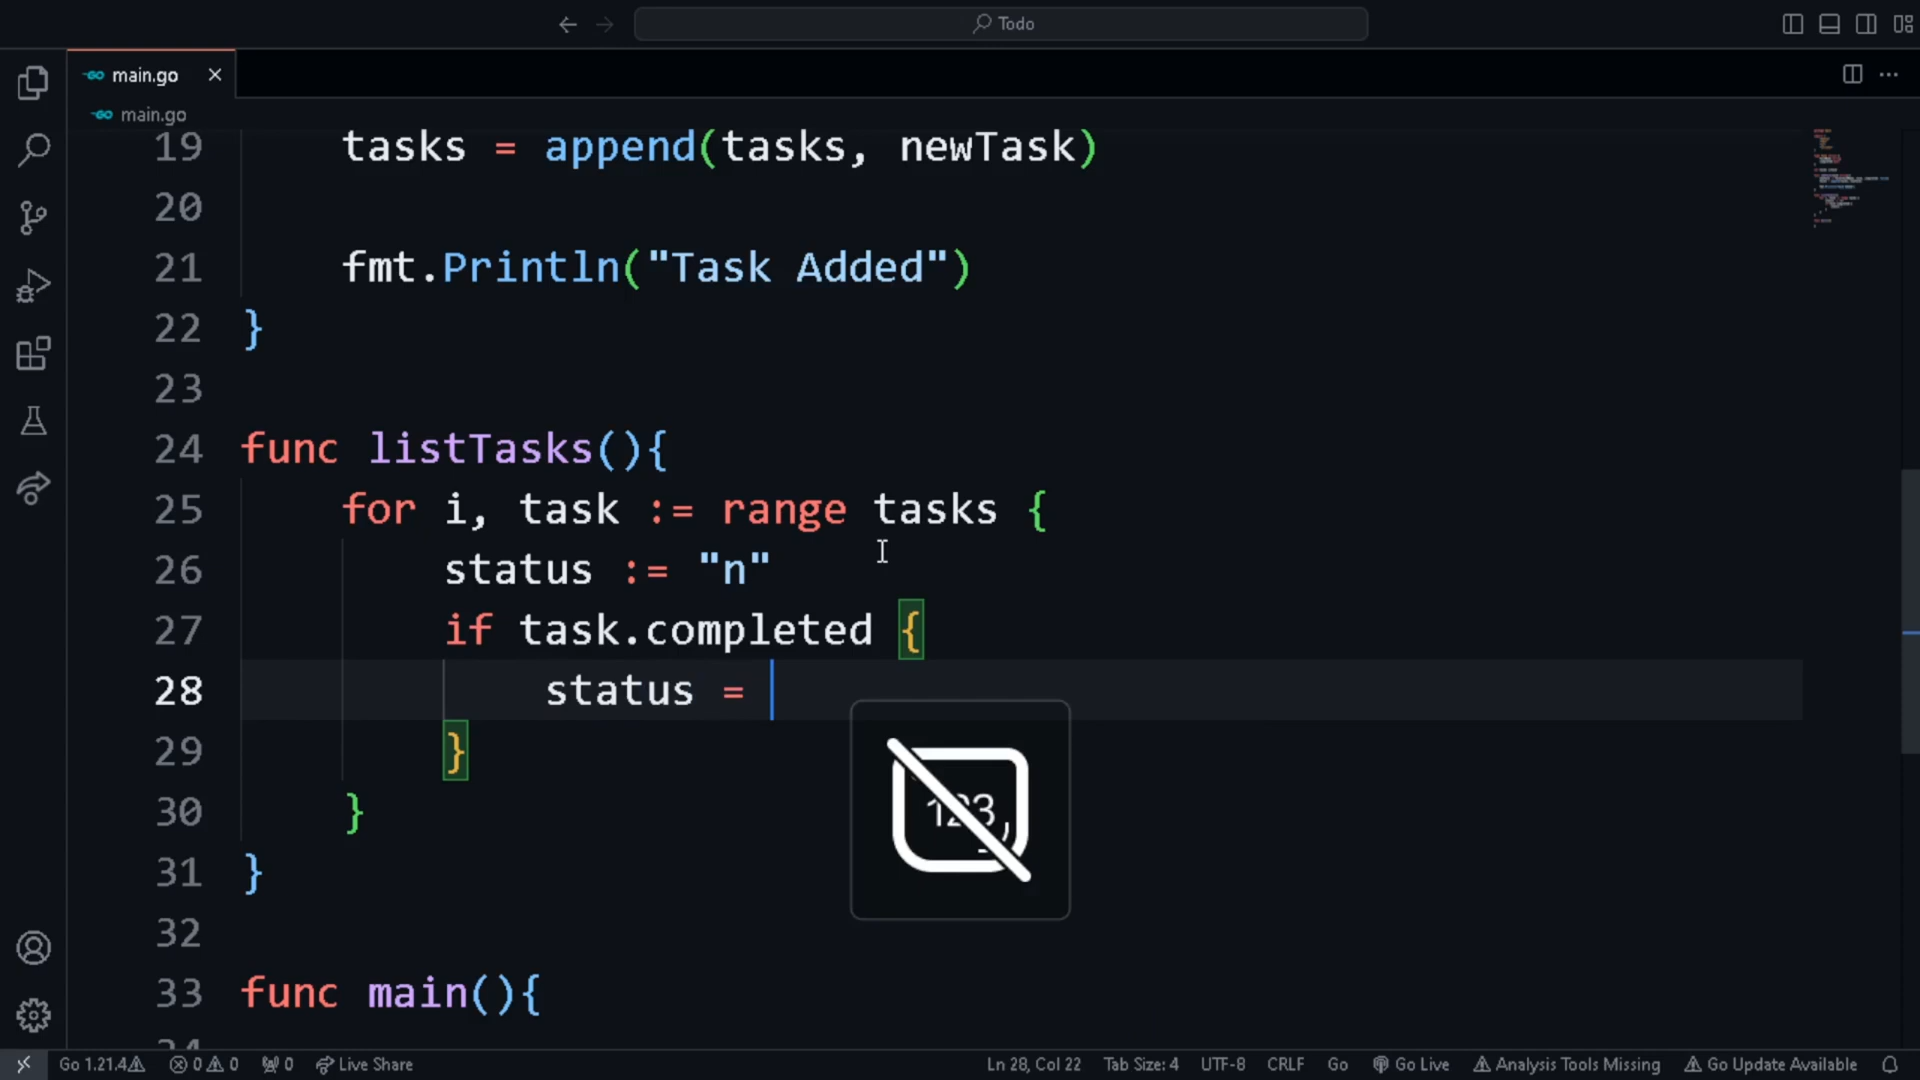 Todo
main.go
main.go
19 tasks = append(tasks, newTask)
20
21 fmt.Println("Task Added")
22 }
23
24 func listTasks(){
25 for i, task := range tasks {
26 status := "n"
27 if task.completed {
28 status =
29 }
30 }
31 }
32
33 func main(){
123
Go 1.21.4 0 0 0 Live Share Ln 28, Col 22 Tab Size: 4 UTF-8 CRLF Go Go Live Analysis Tools Missing Go Update Available